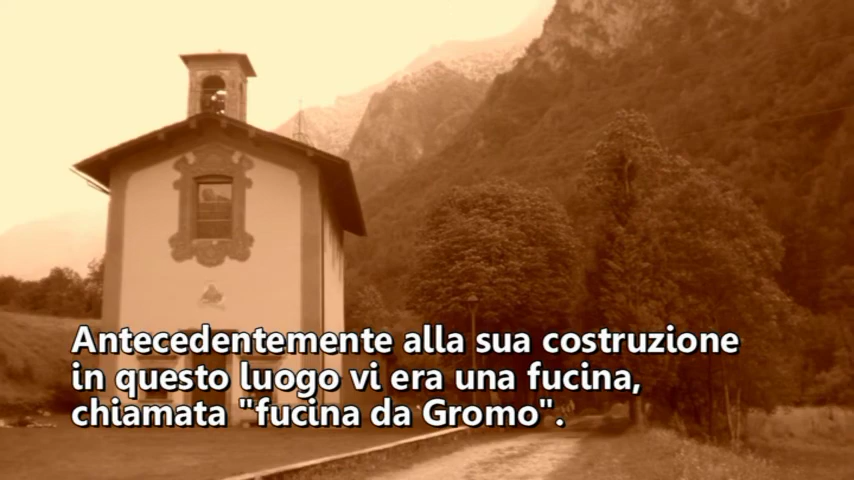 Antecedentemente alla sua costruzione
in questo luogo vi era una fucina,
chiamata "fucina da Gromo".